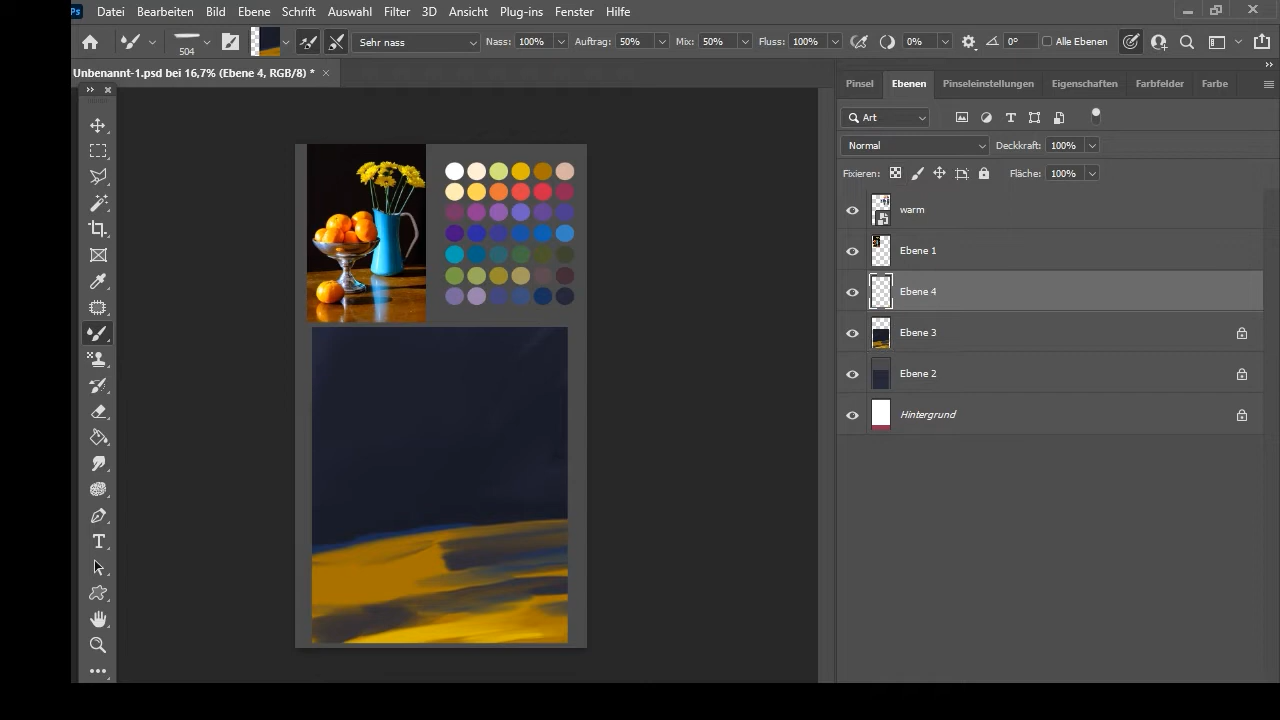 Ps Datei Bearbeiten Bild Ebene Schrift Auswahl Filter 3D Ansicht Plug-ins Fenster Hilfe
504 Sehr nass Nass: 100% Auftrag: 50% Mix: 50% Fluss: 100% 0% 0° Alle Ebenen
Unbenannt-1.psd bei 16,7% (Ebene 4, RGB/8) *
Pinsel Ebenen Pinseleinstellungen Eigenschaften Farbfelder Farbe
Art
Normal Deckkraft: 100%
Fixieren: Fläche: 100%
warm
Ebene 1
Ebene 4
Ebene 3
Ebene 2
Hintergrund